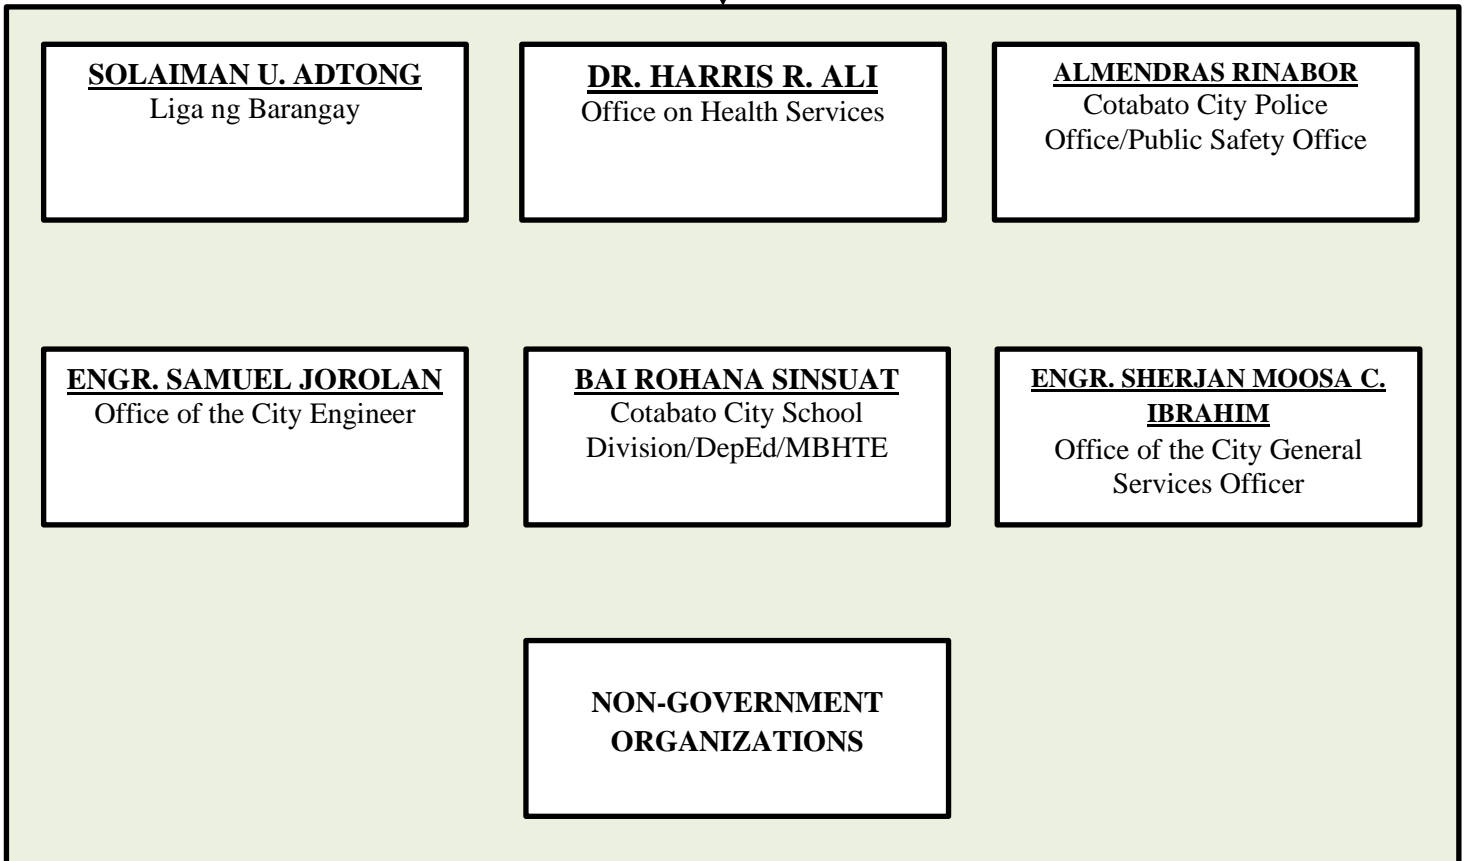 SOLAIMAN U. ADTONG
Liga ng Barangay
DR. HARRIS R. ALI
Office on Health Services
ALMENDRAS RINABOR
Cotabato City Police
Office/Public Safety Office
ENGR. SAMUEL JOROLAN
Office of the City Engineer
BAI ROHANA SINSUAT
Cotabato City School
Division/DepEd/MBHTE
ENGR. SHERJAN MOOSA C.
IBRAHIM
Office of the City General
Services Officer
NON-GOVERNMENT
ORGANIZATIONS